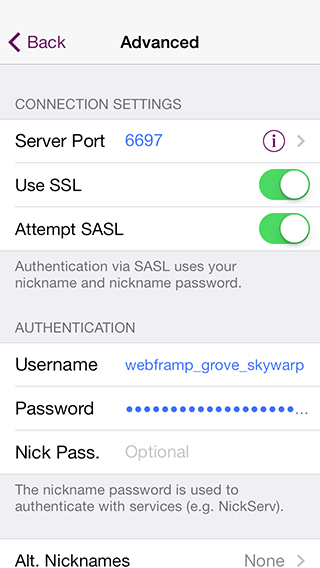 Back
Advanced
CONNECTION SETTINGS
Server Port 6697
Use SSL
Attempt SASL
Authentication via SASL uses your
nickname and nickname password.
AUTHENTICATION
Username webframp_grove_skywarp
Password ●●●●●●●●●●●●●●●●●●●...
Nick Pass. Optional
The nickname password is used to
authenticate with services (e.g. NickServ).
Alt. Nicknames None